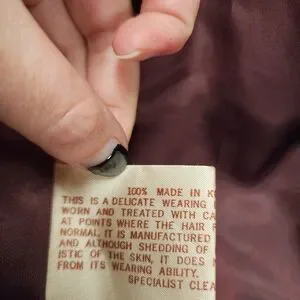 100% MADE IN K
THIS IS A DELICATE WEARING
WORN AND TREATED WITH CA
AT POINTS WHERE THE HAIR
NORMAL. IT IS MANUFACTURED
AND ALTHOUGH SHEDDING OF
ISTIC OF THE SKIN, IT DOES
FROM ITS WEARING ABILITY.
SPECIALIST CLEA